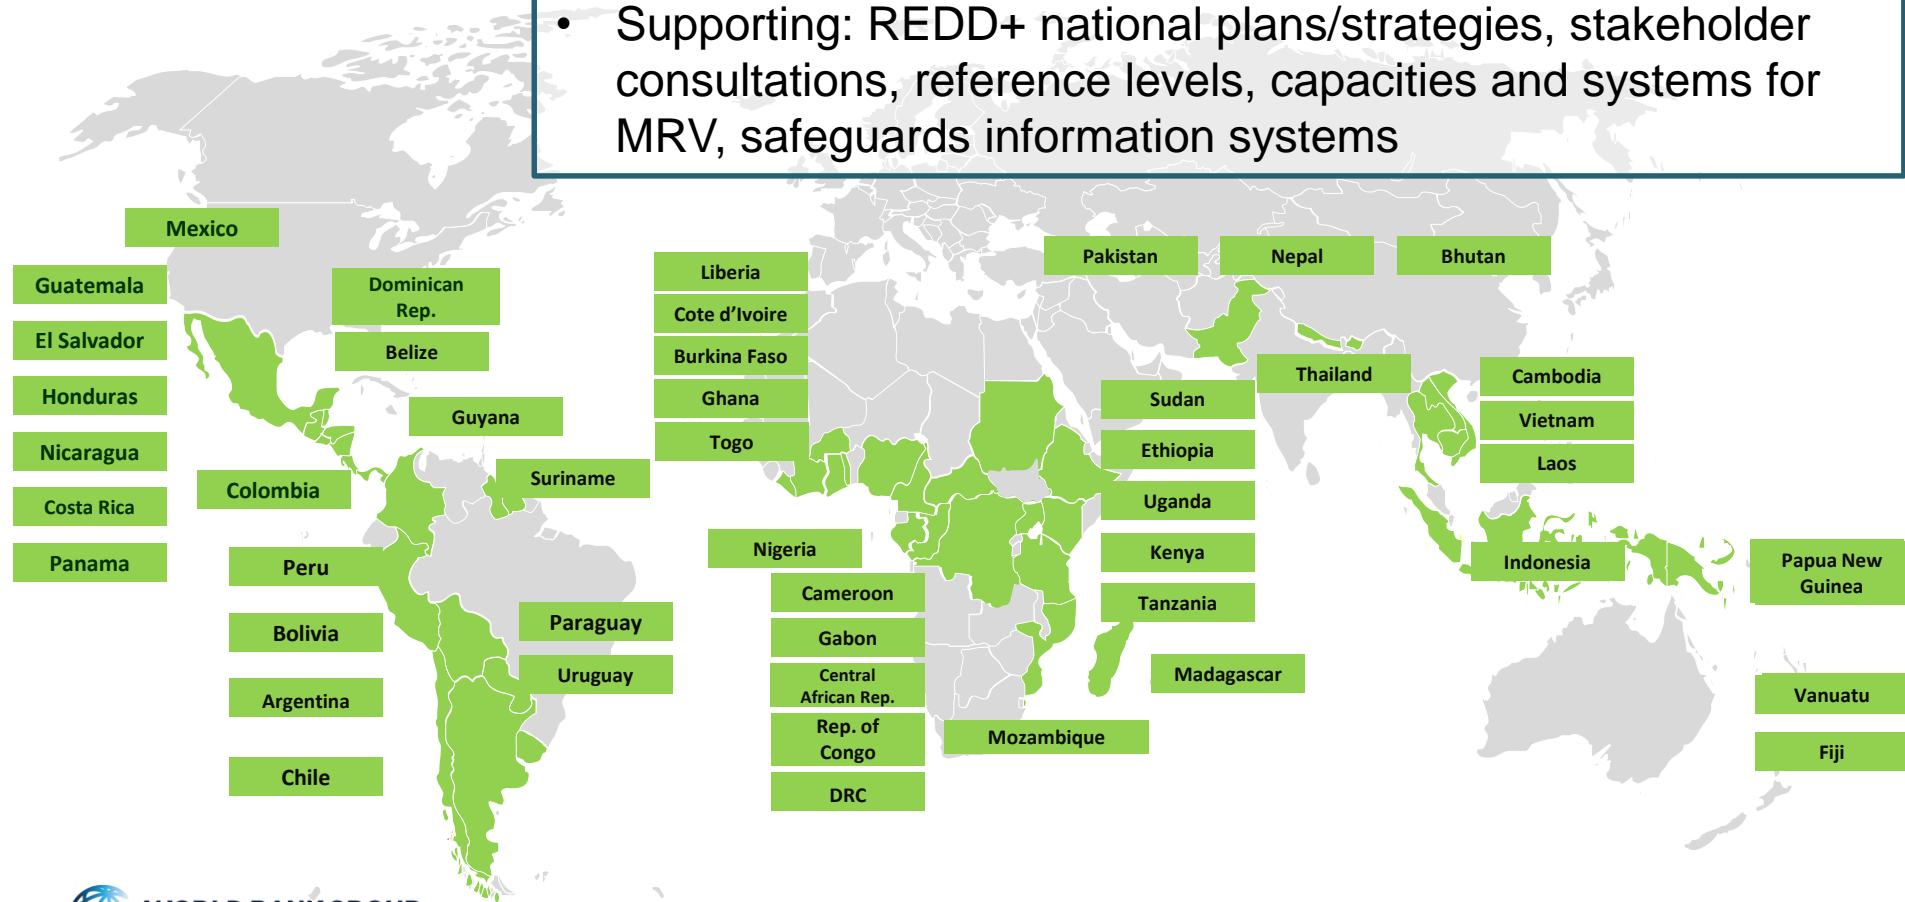 • Supporting: REDD+ national plans/strategies, stakeholder
consultations, reference levels, capacities and systems for
MRV, safeguards information systems
Mexico
Guatemala
El Salvador
Honduras
Nicaragua
Costa Rica
Panama
Dominican
Rep.
Belize
Guyana
Suriname
Colombia
Peru
Bolivia
Argentina
Chile
Paraguay
Uruguay
Liberia
Cote d’Ivoire
Burkina Faso
Ghana
Togo
Nigeria
Cameroon
Gabon
Central
African Rep.
Rep. of
Congo
DRC
Mozambique
Madagascar
Sudan
Ethiopia
Uganda
Kenya
Tanzania
Pakistan
Nepal
Bhutan
Thailand
Cambodia
Vietnam
Laos
Indonesia
Papua New
Guinea
Vanuatu
Fiji
WORLD BANK GROUP